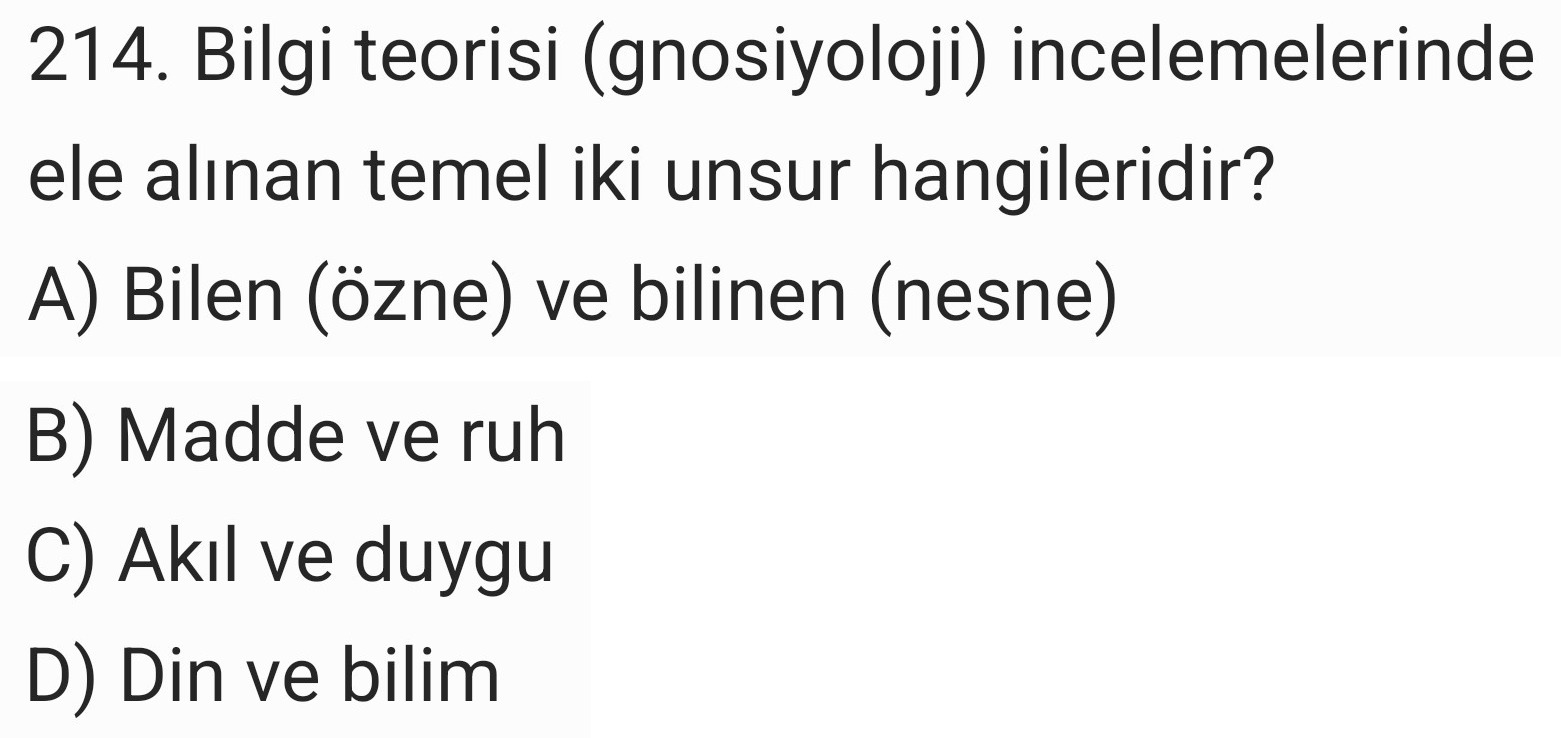 214. Bilgi teorisi (gnosiyoloji) incelemelerinde
ele alınan temel iki unsur hangileridir?
A) Bilen (özne) ve bilinen (nesne)
B) Madde ve ruh
C) Akıl ve duygu
D) Din ve bilim